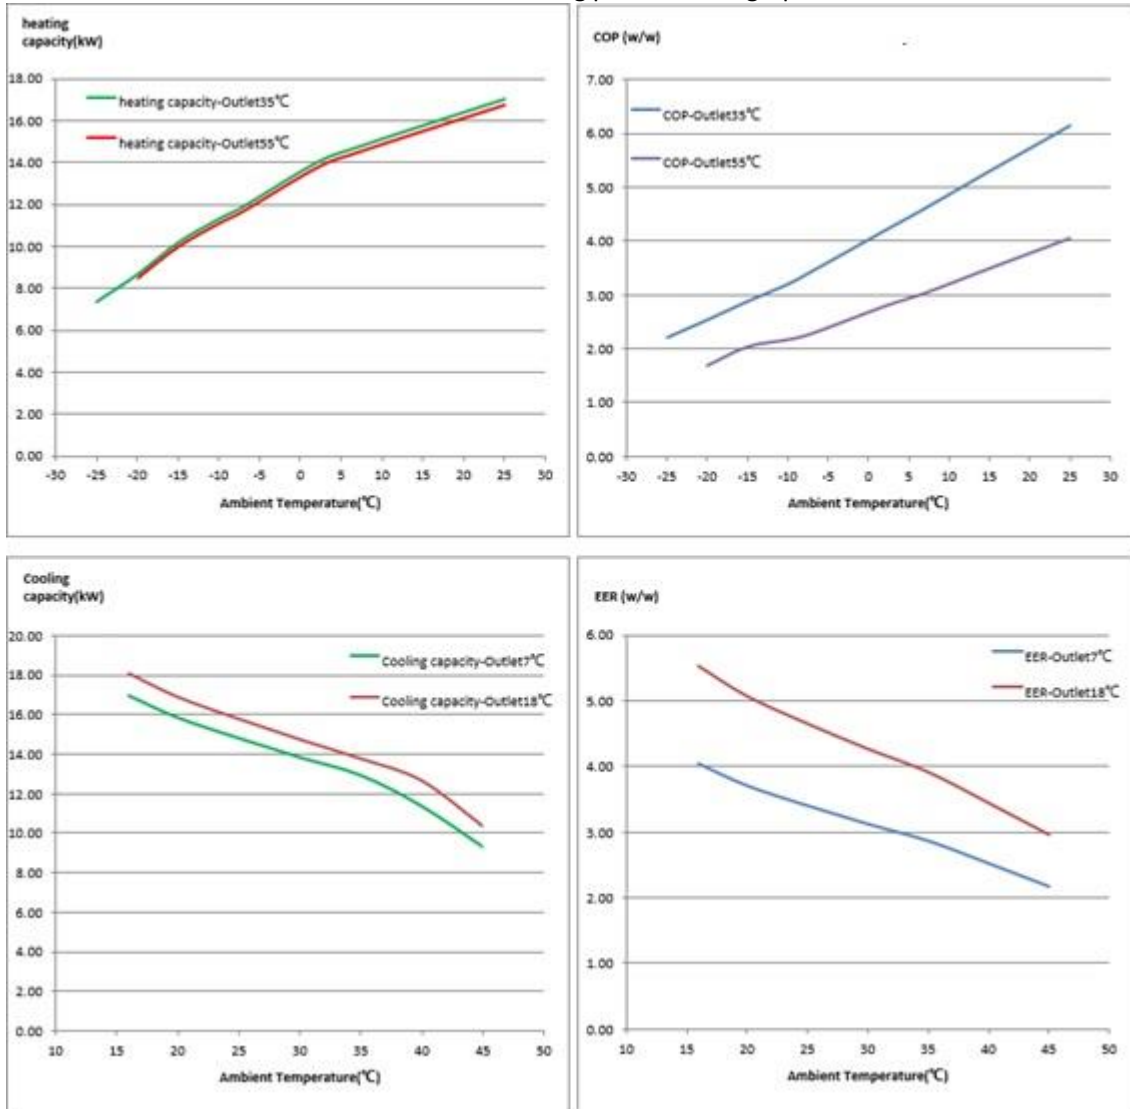 heating
capacity(kW)
18.00
16.00
14.00
12.00
10.00
8.00
6.00
4.00
2.00
0.00
heating capacity-Outlet35℃
heating capacity-Outlet55℃
-30 -25 -20 -15 -10 -5 0 5 10 15 20 25 30
Ambient Temperature(℃)
COP (w/w)
7.00
6.00
5.00
4.00
3.00
2.00
1.00
0.00
COP-Outlet35℃
COP-Outlet55℃
-30 -25 -20 -15 -10 -5 0 5 10 15 20 25 30
Ambient Temperature(℃)
Cooling
capacity(kW)
20.00
18.00
16.00
14.00
12.00
10.00
8.00
6.00
4.00
2.00
0.00
Cooling capacity-Outlet7℃
Cooling capacity-Outlet18℃
10 15 20 25 30 35 40 45 50
Ambient Temperature(℃)
EER (w/w)
6.00
5.00
4.00
3.00
2.00
1.00
0.00
EER-Outlet7℃
EER-Outlet18℃
10 15 20 25 30 35 40 45 50
Ambient Temperature(℃)